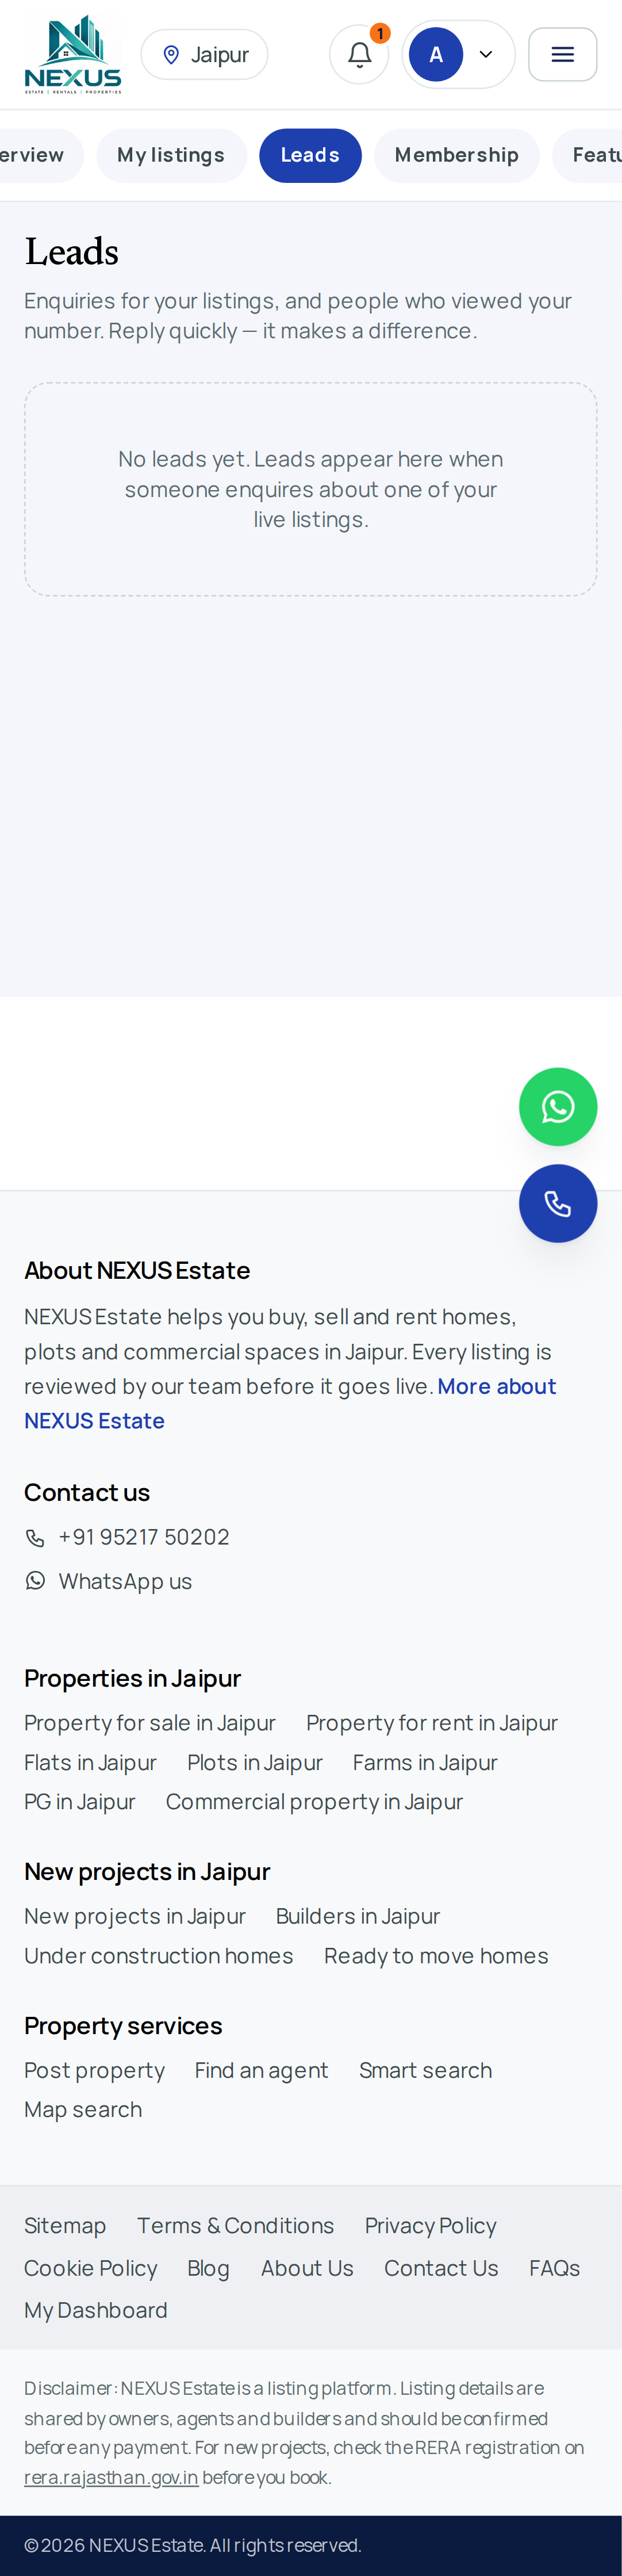 NEXUS
ESTATE | RENTALS | PROPERTIES
Jaipur
1
A
erview My listings Leads Membership Featu
Leads
Enquiries for your listings, and people who viewed your
number. Reply quickly — it makes a difference.
No leads yet. Leads appear here when
someone enquires about one of your
live listings.
About NEXUS Estate
NEXUS Estate helps you buy, sell and rent homes,
plots and commercial spaces in Jaipur. Every listing is
reviewed by our team before it goes live. More about
NEXUS Estate
Contact us
+91 95217 50202
WhatsApp us
Properties in Jaipur
Property for sale in Jaipur Property for rent in Jaipur
Flats in Jaipur Plots in Jaipur Farms in Jaipur
PG in Jaipur Commercial property in Jaipur
New projects in Jaipur
New projects in Jaipur Builders in Jaipur
Under construction homes Ready to move homes
Property services
Post property Find an agent Smart search
Map search
Sitemap Terms & Conditions Privacy Policy
Cookie Policy Blog About Us Contact Us FAQs
My Dashboard
Disclaimer: NEXUS Estate is a listing platform. Listing details are
shared by owners, agents and builders and should be confirmed
before any payment. For new projects, check the RERA registration on
rera.rajasthan.gov.in before you book.
© 2026 NEXUS Estate. All rights reserved.